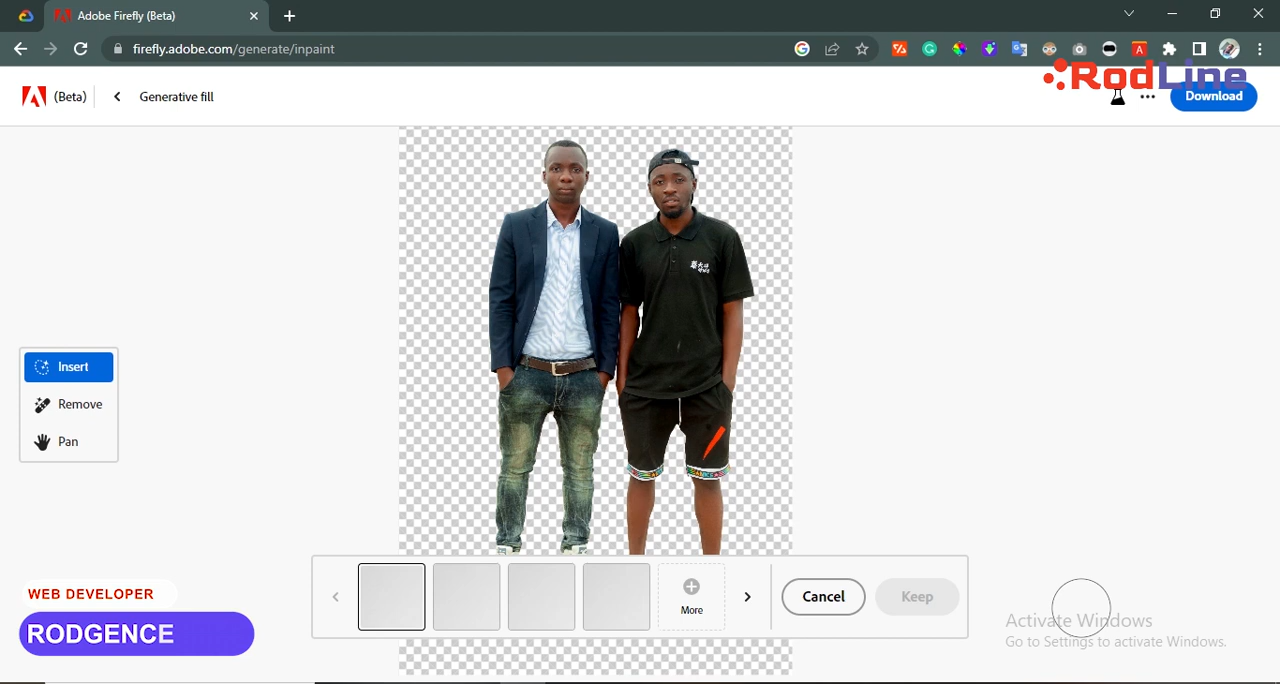 Adobe Firefly (Beta)
firefly.adobe.com/generate/inpaint
RodLine
(Beta)
Generative fill
Download
Insert
Remove
Pan
More
Cancel
Keep
WEB DEVELOPER
RODGENCE
Activate Windows
Go to Settings to activate Windows.